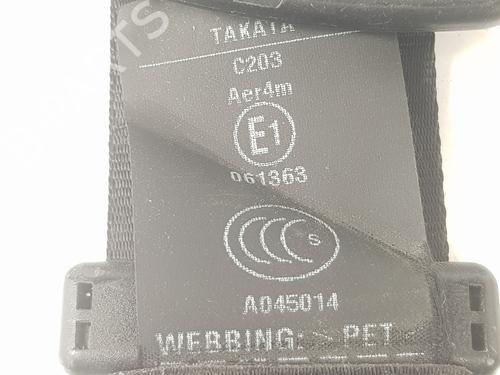 TAKATA
C203
Aer4m
E1
061363
S
A045014
WEBBING: >PET<